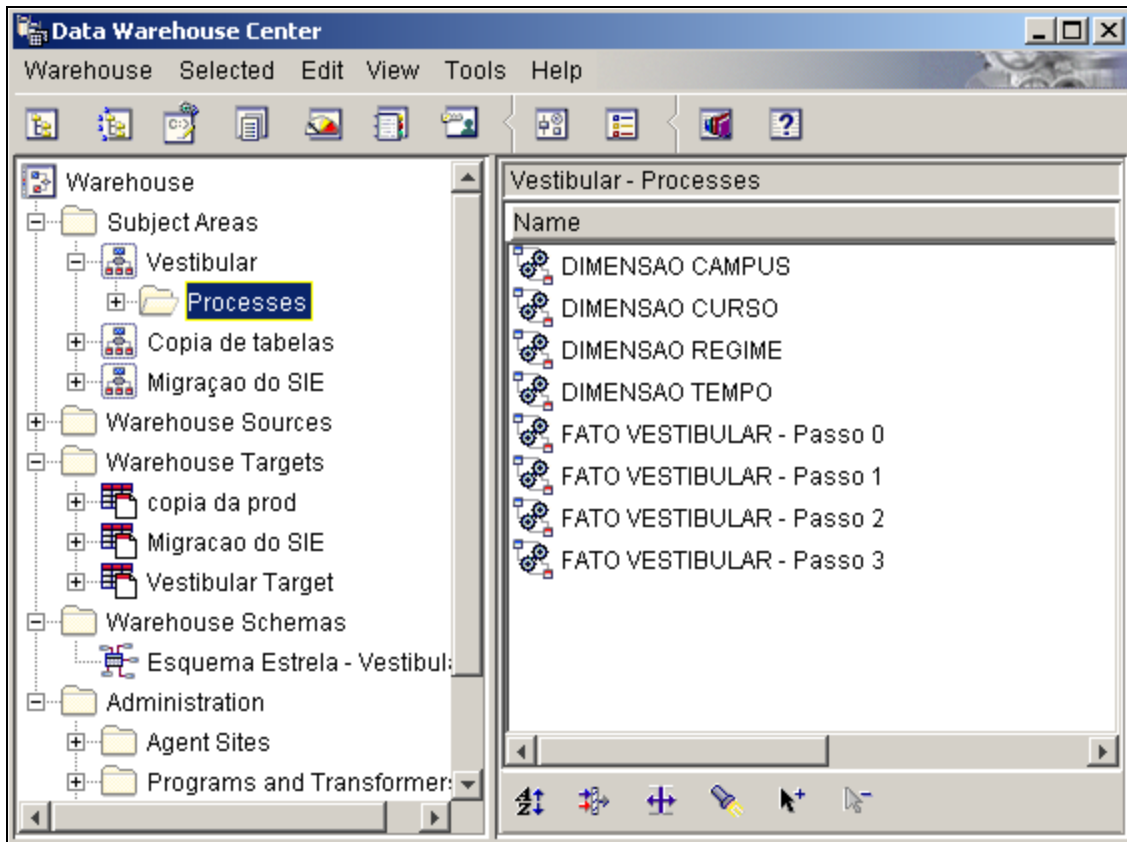 Data Warehouse Center
Warehouse Selected Edit View Tools Help
Warehouse
Subject Areas
Vestibular
Processes
Copia de tabelas
Migraçao do SIE
Warehouse Sources
Warehouse Targets
copia da prod
Migracao do SIE
Vestibular Target
Warehouse Schemas
Esquema Estrela - Vestibul
Administration
Agent Sites
Programs and Transformer
Vestibular - Processes
Name
DIMENSAO CAMPUS
DIMENSAO CURSO
DIMENSAO REGIME
DIMENSAO TEMPO
FATO VESTIBULAR - Passo 0
FATO VESTIBULAR - Passo 1
FATO VESTIBULAR - Passo 2
FATO VESTIBULAR - Passo 3